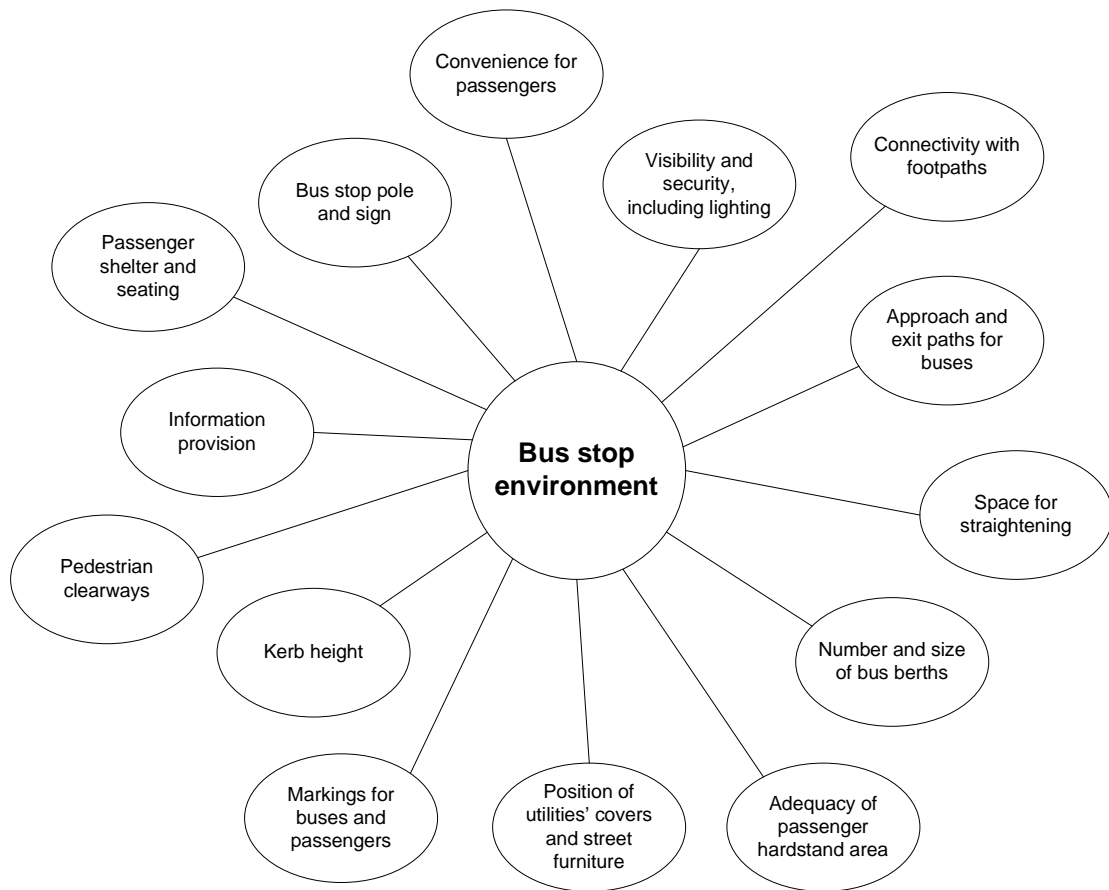 Convenience for
passengers
Visibility and
security,
including lighting
Connectivity with
footpaths
Bus stop pole
and sign
Passenger
shelter and
seating
Approach and
exit paths for
buses
Information
provision
Bus stop
environment
Space for
straightening
Pedestrian
clearways
Kerb height
Number and size
of bus berths
Markings for
buses and
passengers
Position of
utilities’ covers
and street
furniture
Adequacy of
passenger
hardstand area